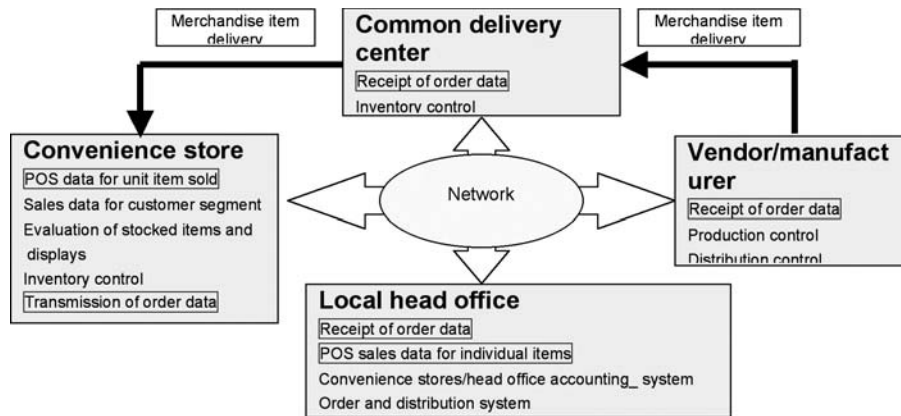 Merchandise item
delivery
Common delivery
center
Receipt of order data
Inventory control
Merchandise item
delivery
Convenience store
POS data for unit item sold
Sales data for customer segment
Evaluation of stocked items and
displays
Inventory control
Transmission of order data
Network
Vendor/manufact
urer
Receipt of order data
Production control
Distribution control
Local head office
Receipt of order data
POS sales data for individual items
Convenience stores/head office accounting_ system
Order and distribution system